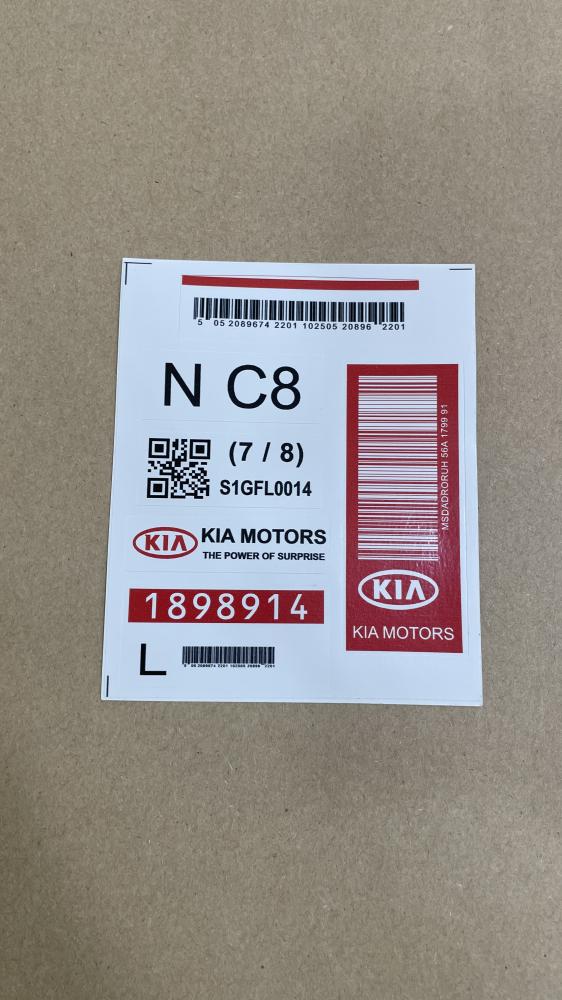 5 05 2089674 2201 102505 20896 2201
N C8
(7 / 8)
S1GFL0014
KIA KIA MOTORS
THE POWER OF SURPRISE
1898914
L
5 05 2089674 2201 102505 20896 2201
MSDADRORUH 56A 1799 91
KIA
KIA MOTORS